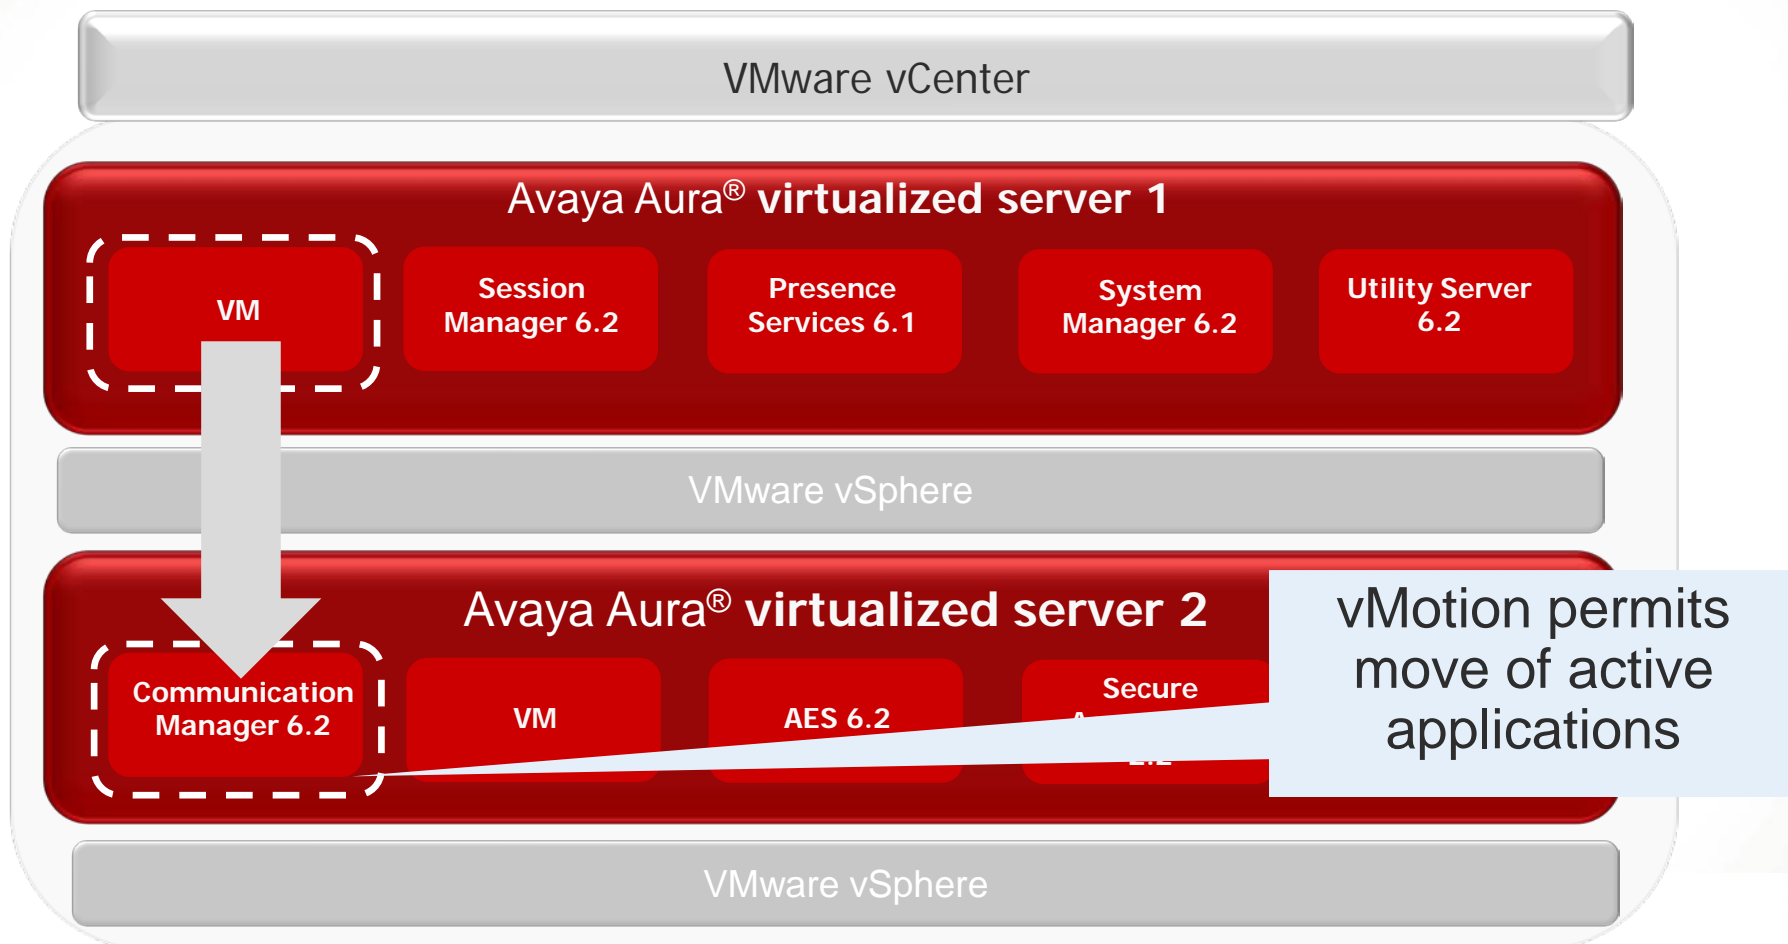 VMware vCenter
Avaya Aura® virtualized server 1
VM
Session
Manager 6.2
Presence
Services 6.1
System
Manager 6.2
Utility Server
6.2
VMware vSphere
Avaya Aura® virtualized server 2
Communication
Manager 6.2
VM
AES 6.2
Secure
vMotion permits
move of active
applications
VMware vSphere